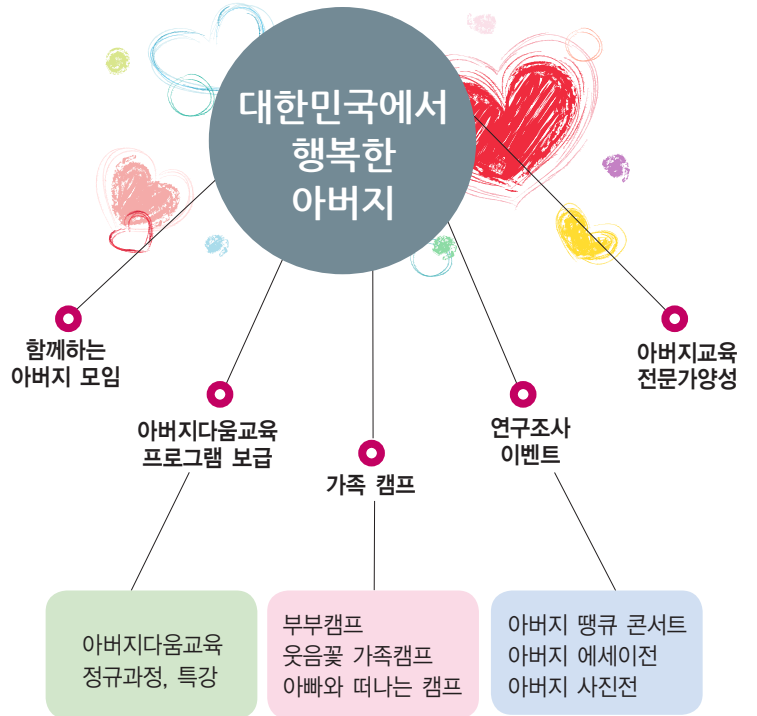 대한민국에서
행복한
아버지
함께하는
아버지 모임
아버지다움교육
프로그램 보급
가족 캠프
연구조사
이벤트
아버지교육
전문가양성
아버지다움교육
정규과정, 특강
부부캠프
웃음꽃 가족캠프
아빠와 떠나는 캠프
아버지 땡큐 콘서트
아버지 에세이전
아버지 사진전